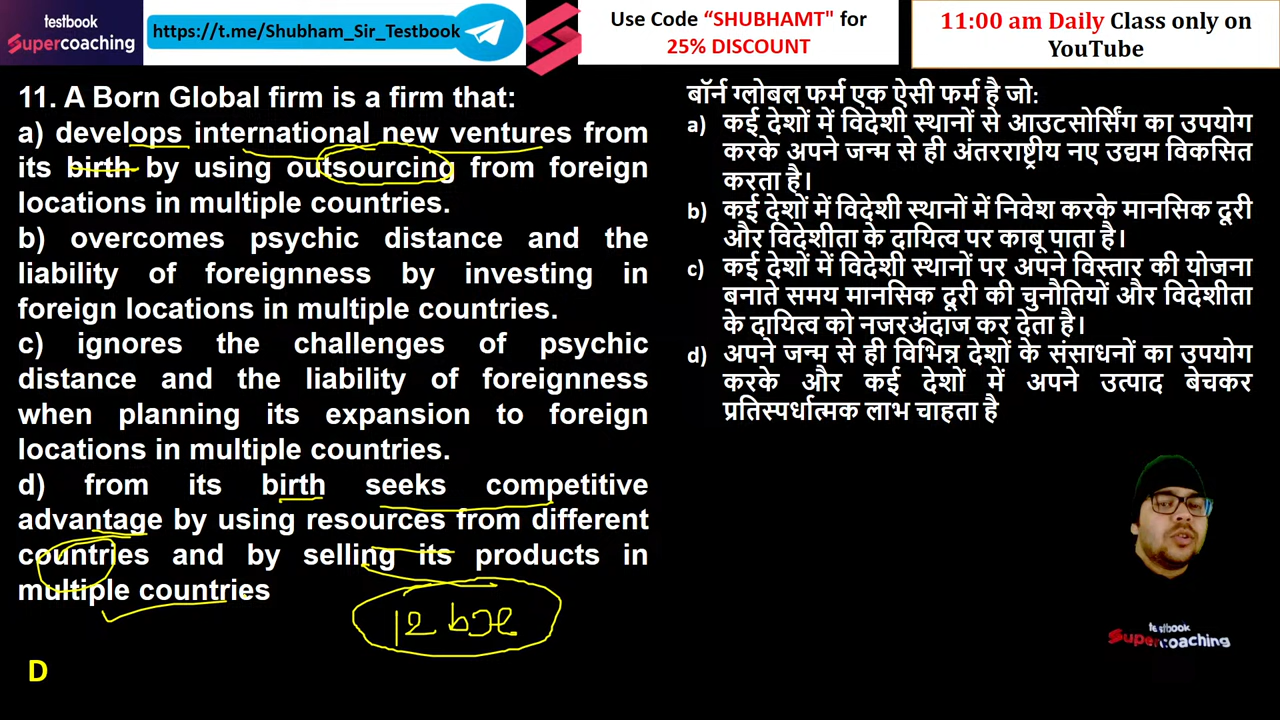 testbook
Supercoaching
https://t.me/Shubham_Sir_Testbook
Use Code “SHUBHAMT" for
25% DISCOUNT
11:00 am Daily Class only on
YouTube
11. A Born Global firm is a firm that:
a) develops international new ventures from
its birth by using outsourcing from foreign
locations in multiple countries.
b) overcomes psychic distance and the
liability of foreignness by investing in
foreign locations in multiple countries.
c) ignores the challenges of psychic
distance and the liability of foreignness
when planning its expansion to foreign
locations in multiple countries.
d) from its birth seeks competitive
advantage by using resources from different
countries and by selling its products in
multiple countries
D
बॉर्न ग्लोबल फर्म एक ऐसी फर्म है जो:
a) कई देशों में विदेशी स्थानों से आउटसोर्सिंग का उपयोग
करके अपने जन्म से ही अंतरराष्ट्रीय नए उद्यम विकसित
करता है।
b) कई देशों में विदेशी स्थानों में निवेश करके मानसिक दूरी
और विदेशीता के दायित्व पर काबू पाता है।
c) कई देशों में विदेशी स्थानों पर अपने विस्तार की योजना
बनाते समय मानसिक दूरी की चुनौतियों और विदेशीता
के दायित्व को नजरअंदाज कर देता है।
d) अपने जन्म से ही विभिन्न देशों के संसाधनों का उपयोग
करके और कई देशों में अपने उत्पाद बेचकर
प्रतिस्पर्धात्मक लाभ चाहता है
testbook
Supercoaching